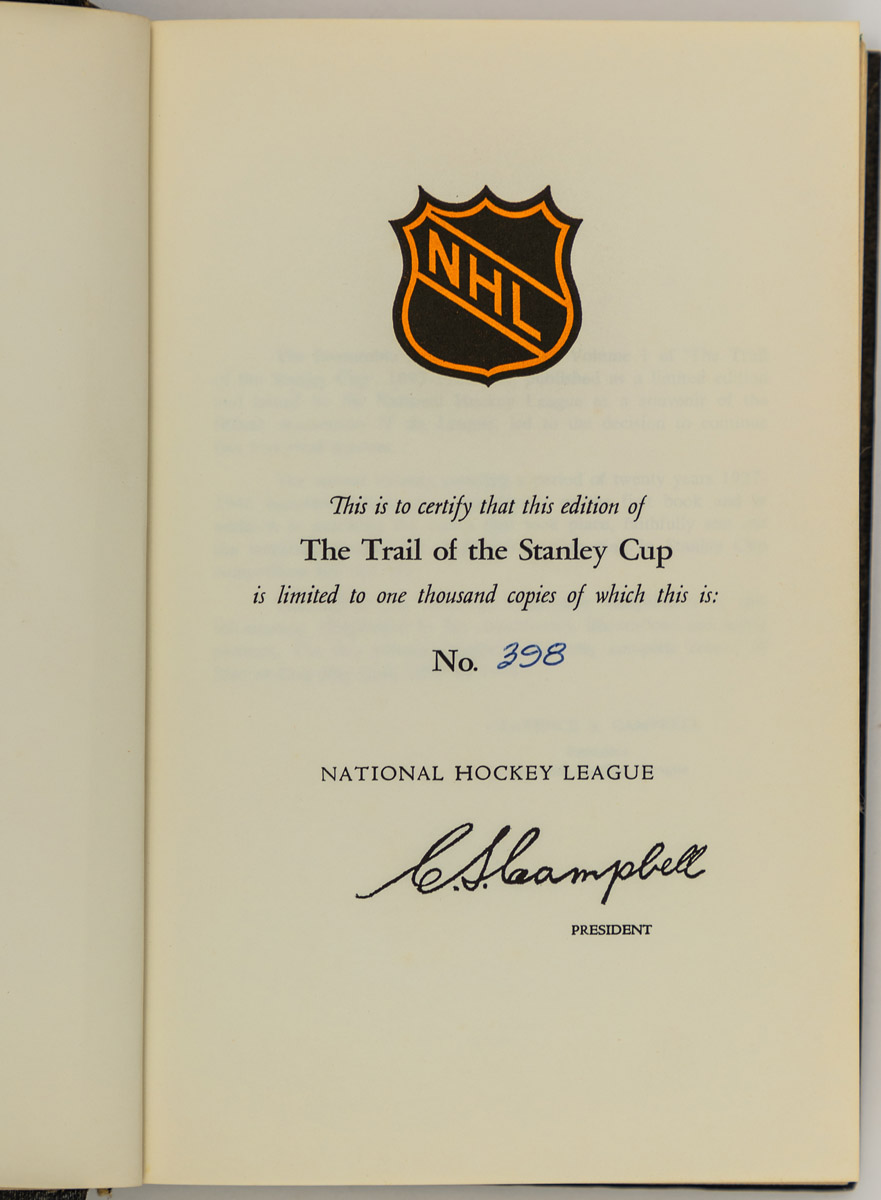 NHL
This is to certify that this edition of
The Trail of the Stanley Cup
is limited to one thousand copies of which this is:
No. 398
NATIONAL HOCKEY LEAGUE
C.S.Campbell
PRESIDENT